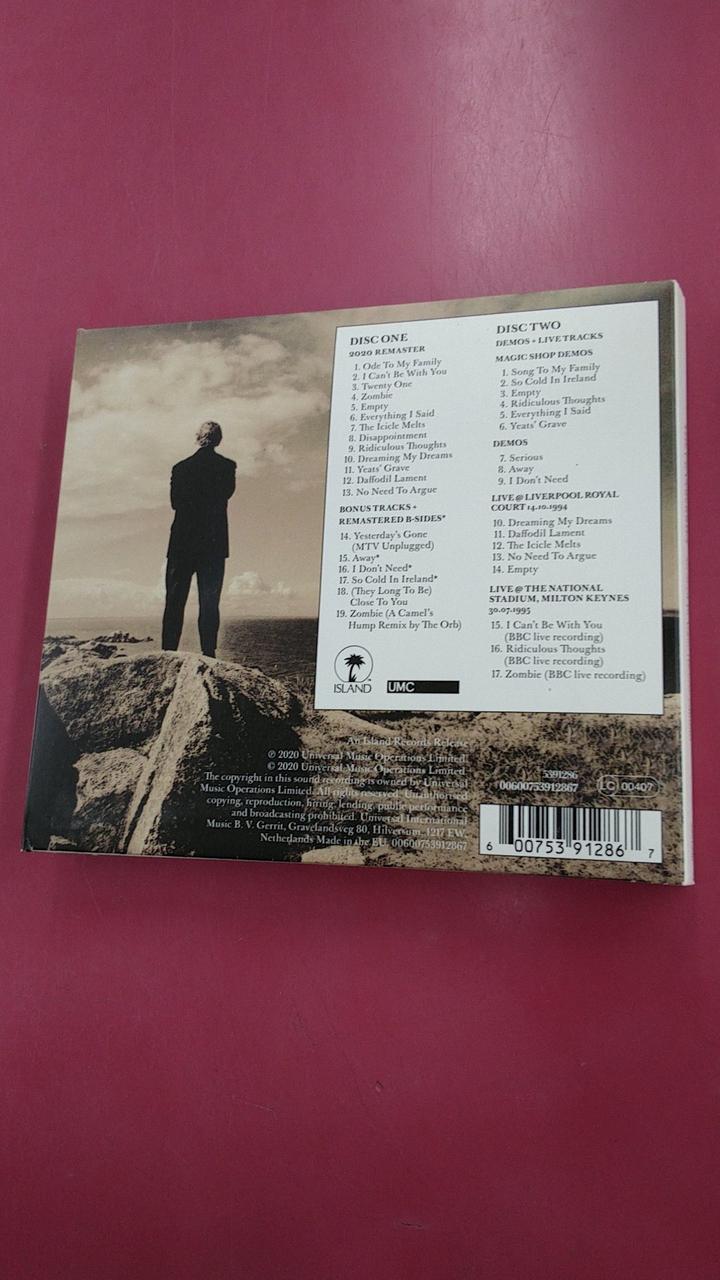 DISC ONE
2020 REMASTER
1. Ode To My Family
2. I Can't Be With You
3. Twenty One
4. Zombie
5. Empty
6. Everything I Said
7. The Icicle Melts
8. Disappointment
9. Ridiculous Thoughts
10. Dreaming My Dreams
11. Yeats' Grave
12. Daffodil Lament
13. No Need To Argue
BONUS TRACKS +
REMASTERED B-SIDES*
14. Yesterday's Gone
(MTV Unplugged)
15. Away*
16. I Don't Need*
17. So Cold In Ireland*
18. (They Long To Be)
Close To You
19. Zombie (A Camel's
Hump Remix by The Orb)
ISLAND
UMC
DISC TWO
DEMOS + LIVE TRACKS
MAGIC SHOP DEMOS
1. Song To My Family
2. So Cold In Ireland
3. Empty
4. Ridiculous Thoughts
5. Everything I Said
6. Yeats' Grave
DEMOS
7. Serious
8. Away
9. I Don't Need
LIVE @ LIVERPOOL ROYAL
COURT 14.10.1994
10. Dreaming My Dreams
11. Daffodil Lament
12. The Icicle Melts
13. No Need To Argue
14. Empty
LIVE @ THE NATIONAL
STADIUM, MILTON KEYNES
30.07.1995
15. I Can't Be With You
(BBC live recording)
16. Ridiculous Thoughts
(BBC live recording)
17. Zombie (BBC live recording)
An Island Records Release
℗ 2020 Universal Music Operations Limited.
© 2020 Universal Music Operations Limited.
The copyright in this sound recording is owned by Universal
Music Operations Limited. All rights reserved. Unauthorised
copying, reproduction, hiring, lending, public performance
and broadcasting prohibited. Universal International
Music B. V. Gerrit, Gravelandsveg 80, Hilversum, 1217 EW,
Netherlands Made in the EU. 00600753912867
5391286
00600753912867
LC 00407
6 00753 91286 7